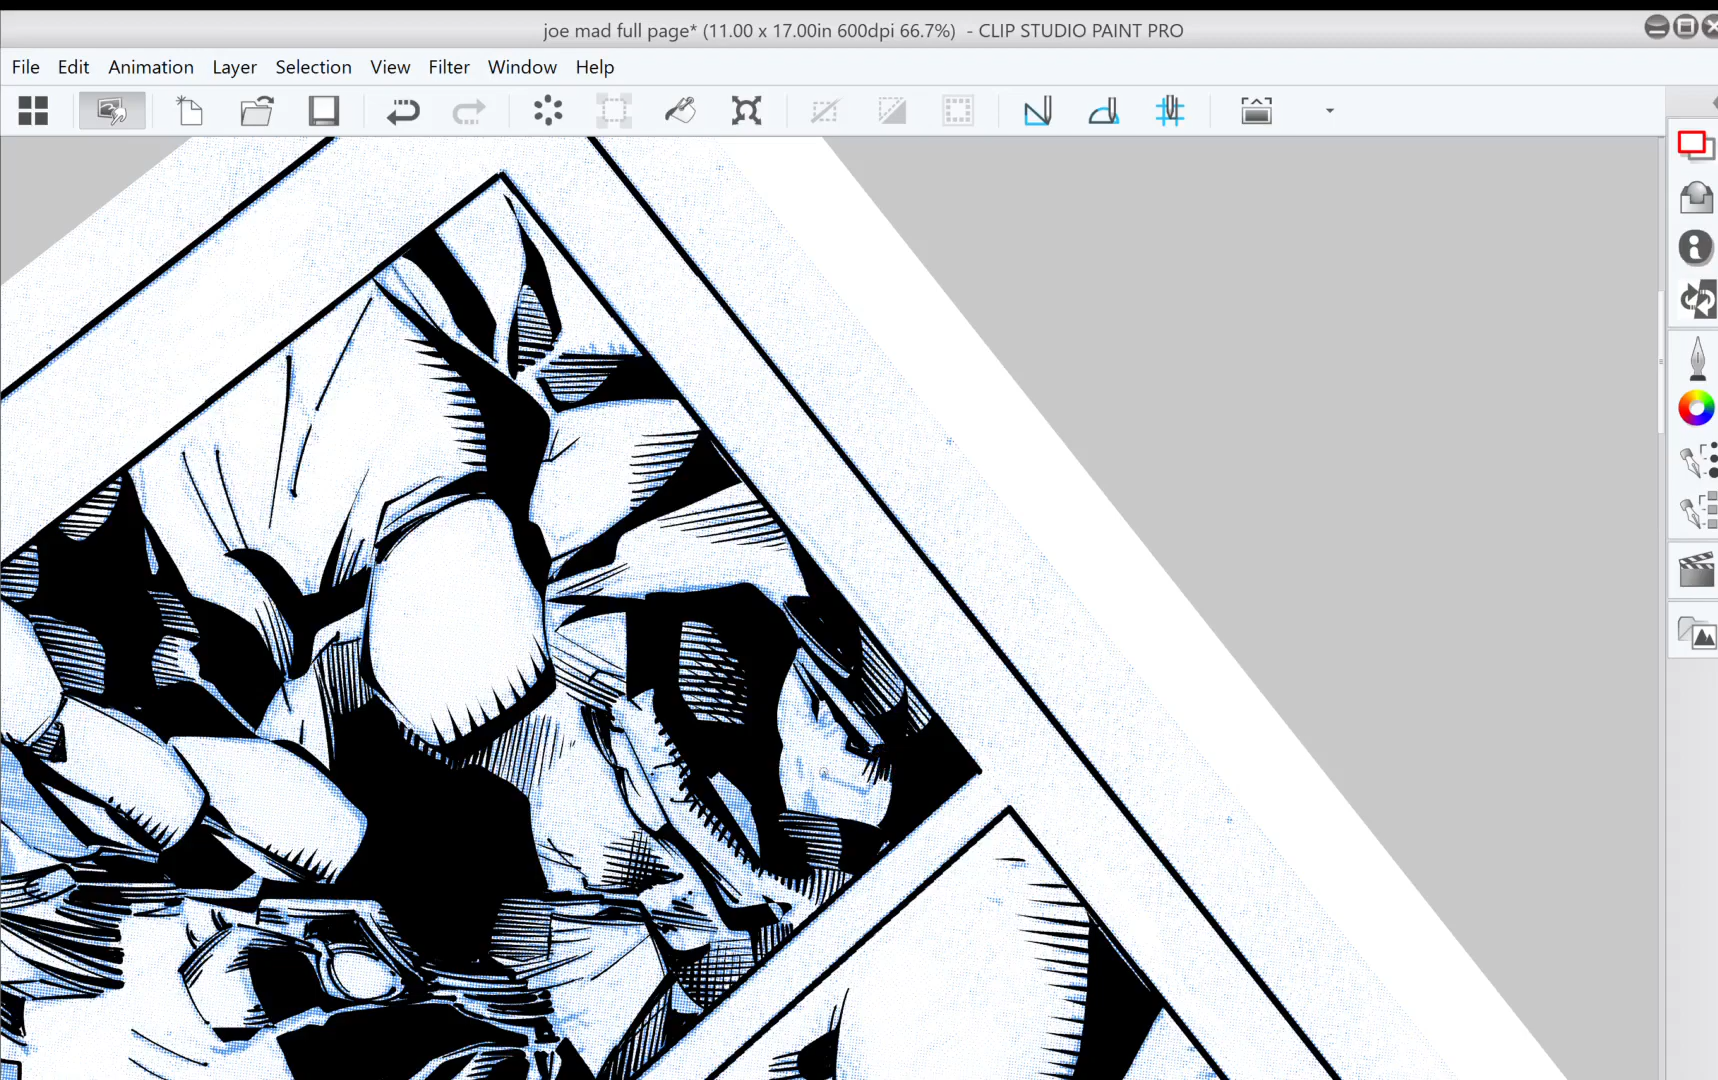 joe mad full page* (11.00 x 17.00in 600dpi 66.7%)  - CLIP STUDIO PAINT PRO
File Edit Animation Layer Selection View Filter Window Help